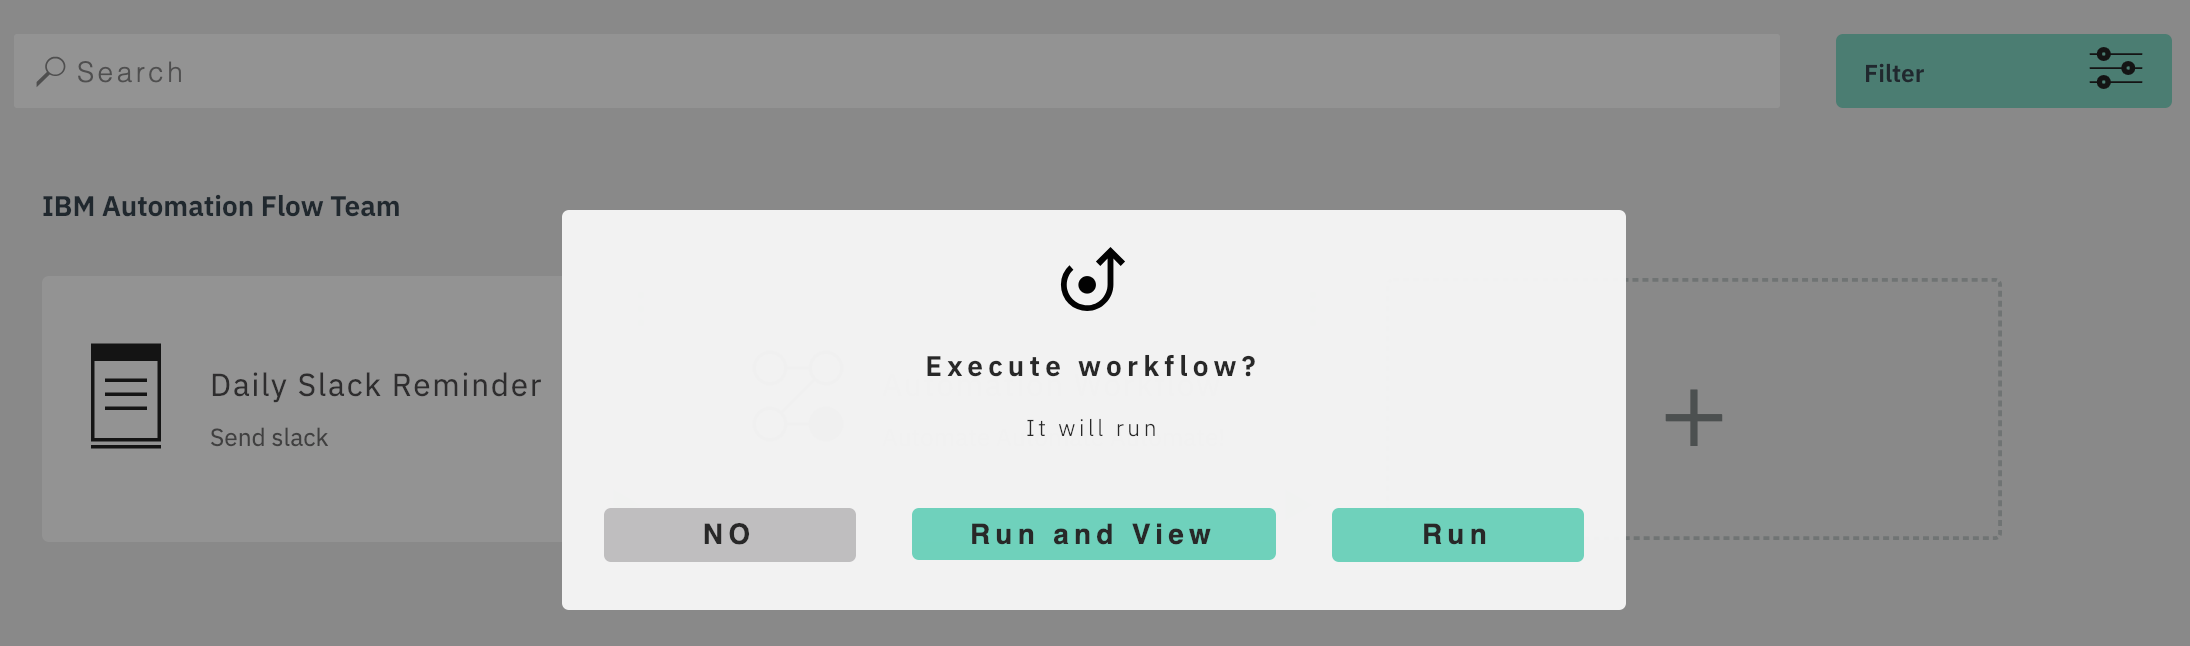 Search
Filter
IBM Automation Flow Team
Daily Slack Reminder
Send slack
Execute workflow?
It will run
NO
Run and View
Run